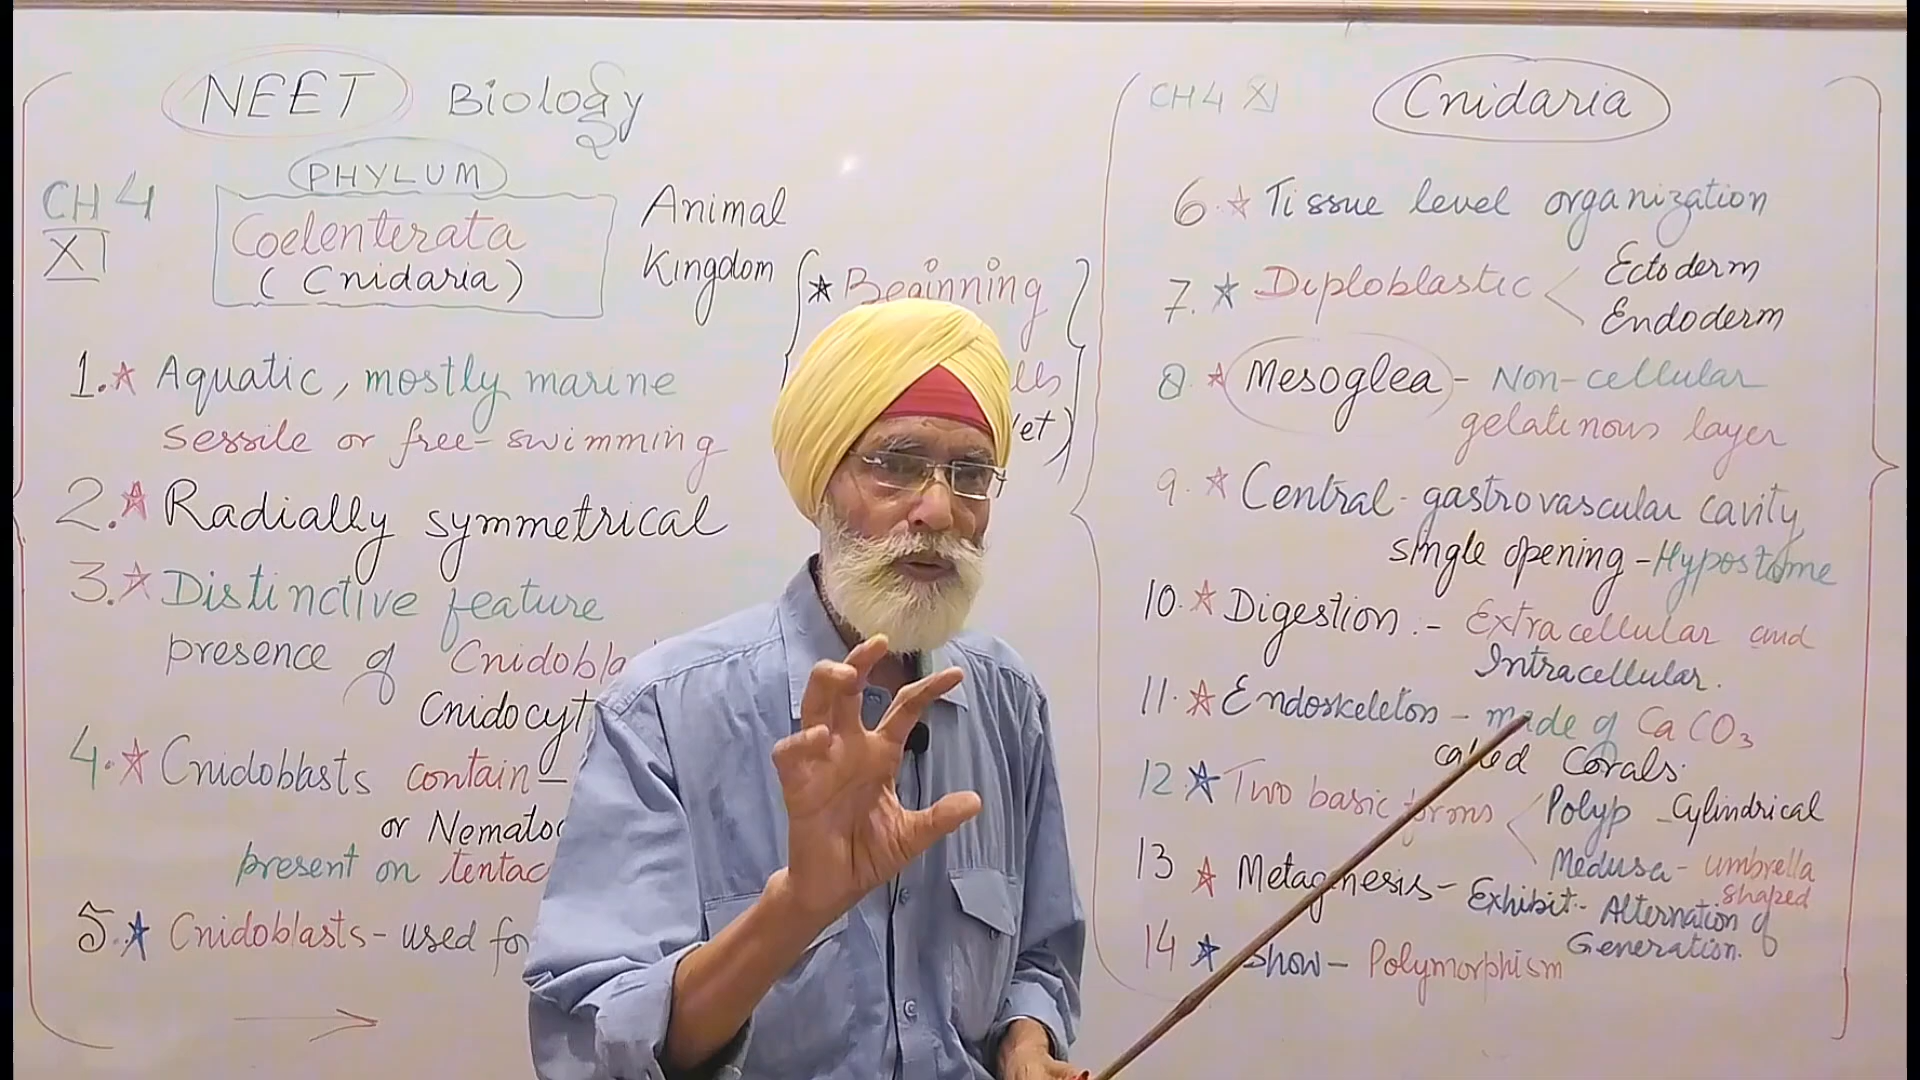 NEET Biology
PHYLUM
CH 4
XI
Coelenterata
(Cnidaria)
Animal
Kingdom
★ Beginning
1.★ Aquatic, mostly marine
sessile or free-swimming
2.★ Radially symmetrical
3.★ Distinctive feature
presence of
4.★ Cnidoblasts contain –
or
present on
5.★ Cnidoblasts - used
CH 4 XI
Cnidaria
6.★ Tissue level organization
7.★ Diploblastic < Ectoderm
Endoderm
8.★ Mesoglea - Non-cellular
gelatinous layer
9.★ Central - gastrovascular cavity,
single opening - Hypostome
10.★ Digestion :- Extracellular and
Intracellular.
11.★ Endoskeleton - made of CaCO3
called Corals.
12.★ Two basic forms < Polyp - Cylindrical
Medusa - umbrella
shaped
13 ★ Metagenesis - Exhibit - Alternation of
Generation.
14 ★ Show - Polymorphism